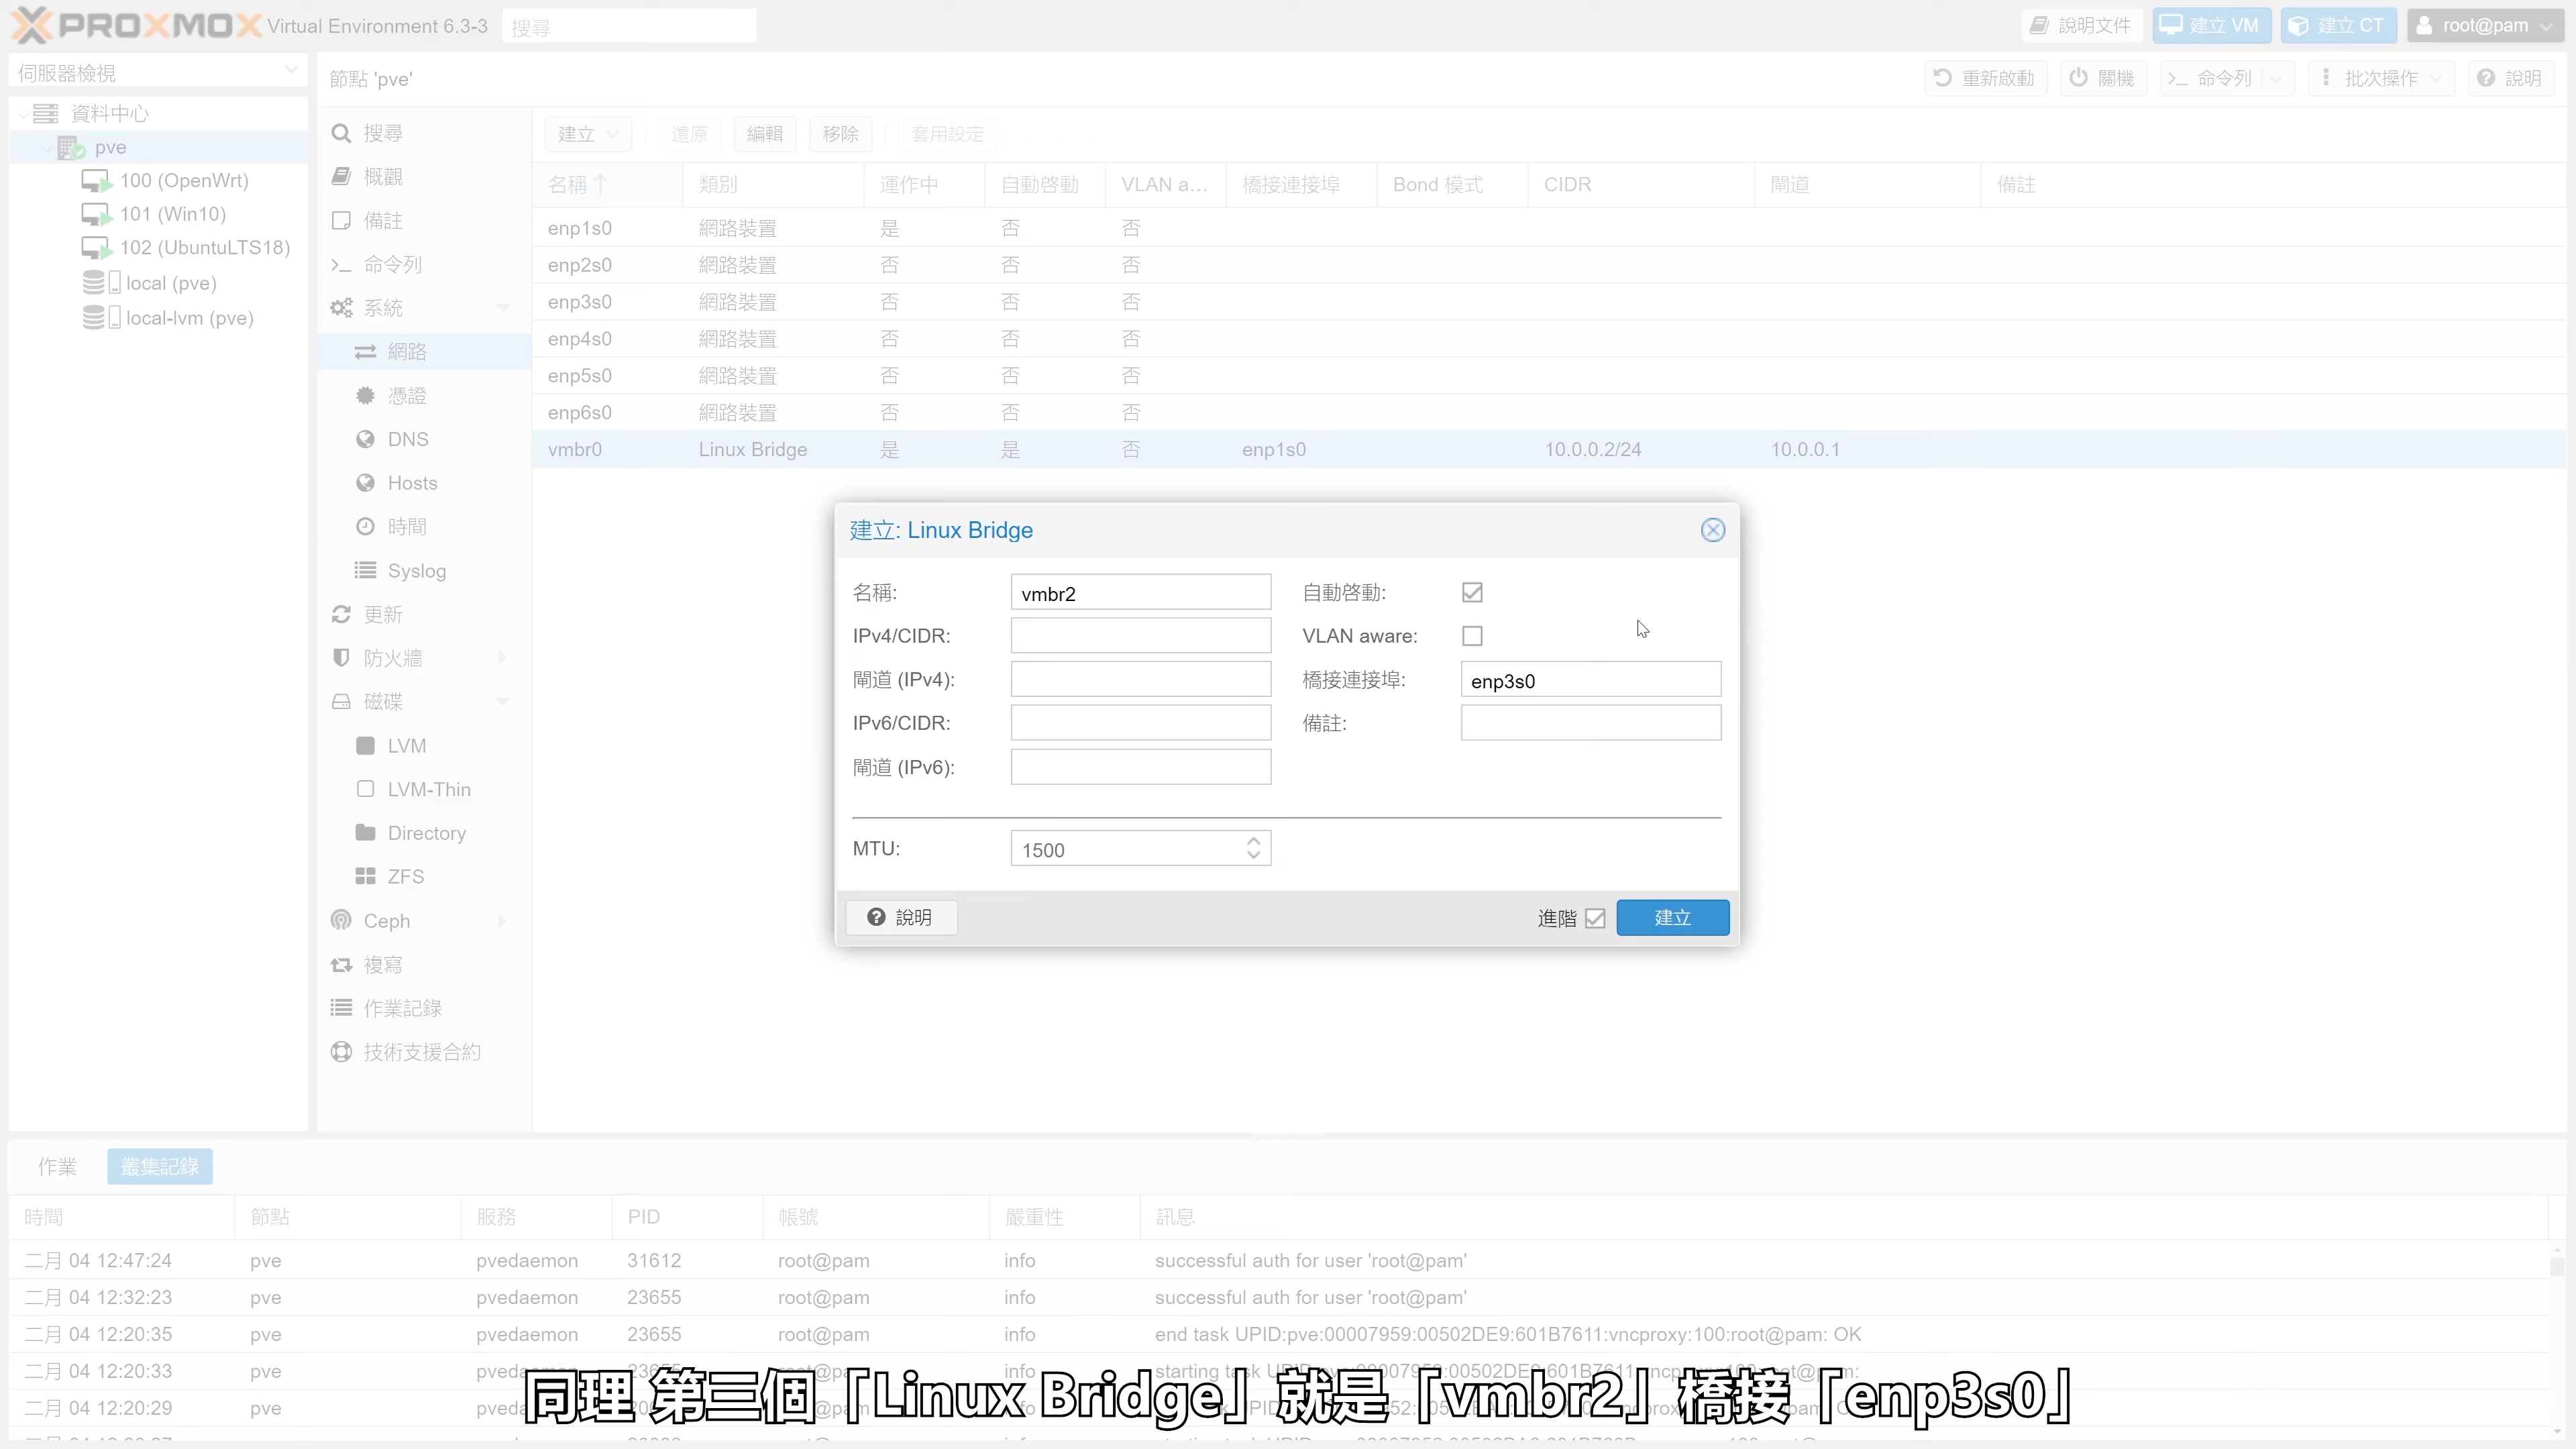 PROXMOX Virtual Environment 6.3-3 搜尋 說明文件 建立 VM 建立 CT root@pam
伺服器檢視
資料中心
pve
100 (OpenWrt)
101 (Win10)
102 (UbuntuLTS18)
local (pve)
local-lvm (pve)
節點 'pve' 重新啟動 關機 命令列 批次操作 說明
搜尋
概觀
備註
命令列
系統
網路
憑證
DNS
Hosts
時間
Syslog
更新
防火牆
磁碟
LVM
LVM-Thin
Directory
ZFS
Ceph
複寫
作業記錄
技術支援合約
建立 還原 編輯 移除 套用設定
名稱 類別 運作中 自動啓動 VLAN a... 橋接連接埠 Bond 模式 CIDR 閘道 備註
enp1s0 網路裝置 是 否 否
enp2s0 網路裝置 否 否 否
enp3s0 網路裝置 否 否 否
enp4s0 網路裝置 否 否 否
enp5s0 網路裝置 否 否 否
enp6s0 網路裝置 否 否 否
vmbr0 Linux Bridge 是 是 否 enp1s0 10.0.0.2/24 10.0.0.1
建立: Linux Bridge
名稱: vmbr2 自動啓動:
IPv4/CIDR: VLAN aware:
閘道 (IPv4): 橋接連接埠: enp3s0
IPv6/CIDR: 備註:
閘道 (IPv6):
MTU: 1500
說明 進階 建立
作業 叢集記錄
時間 節點 服務 PID 帳號 嚴重性 訊息
二月 04 12:47:24 pve pvedaemon 31612 root@pam info successful auth for user 'root@pam'
二月 04 12:32:23 pve pvedaemon 23655 root@pam info successful auth for user 'root@pam'
二月 04 12:20:35 pve pvedaemon 23655 root@pam info end task UPID:pve:00007959:00502DE9:601B7611:vncproxy:100:root@pam: OK
二月 04 12:20:33 pve info starting task
二月 04 12:20:29 pve
同理 第三個「Linux Bridge」就是「vmbr2」橋接「enp3s0」